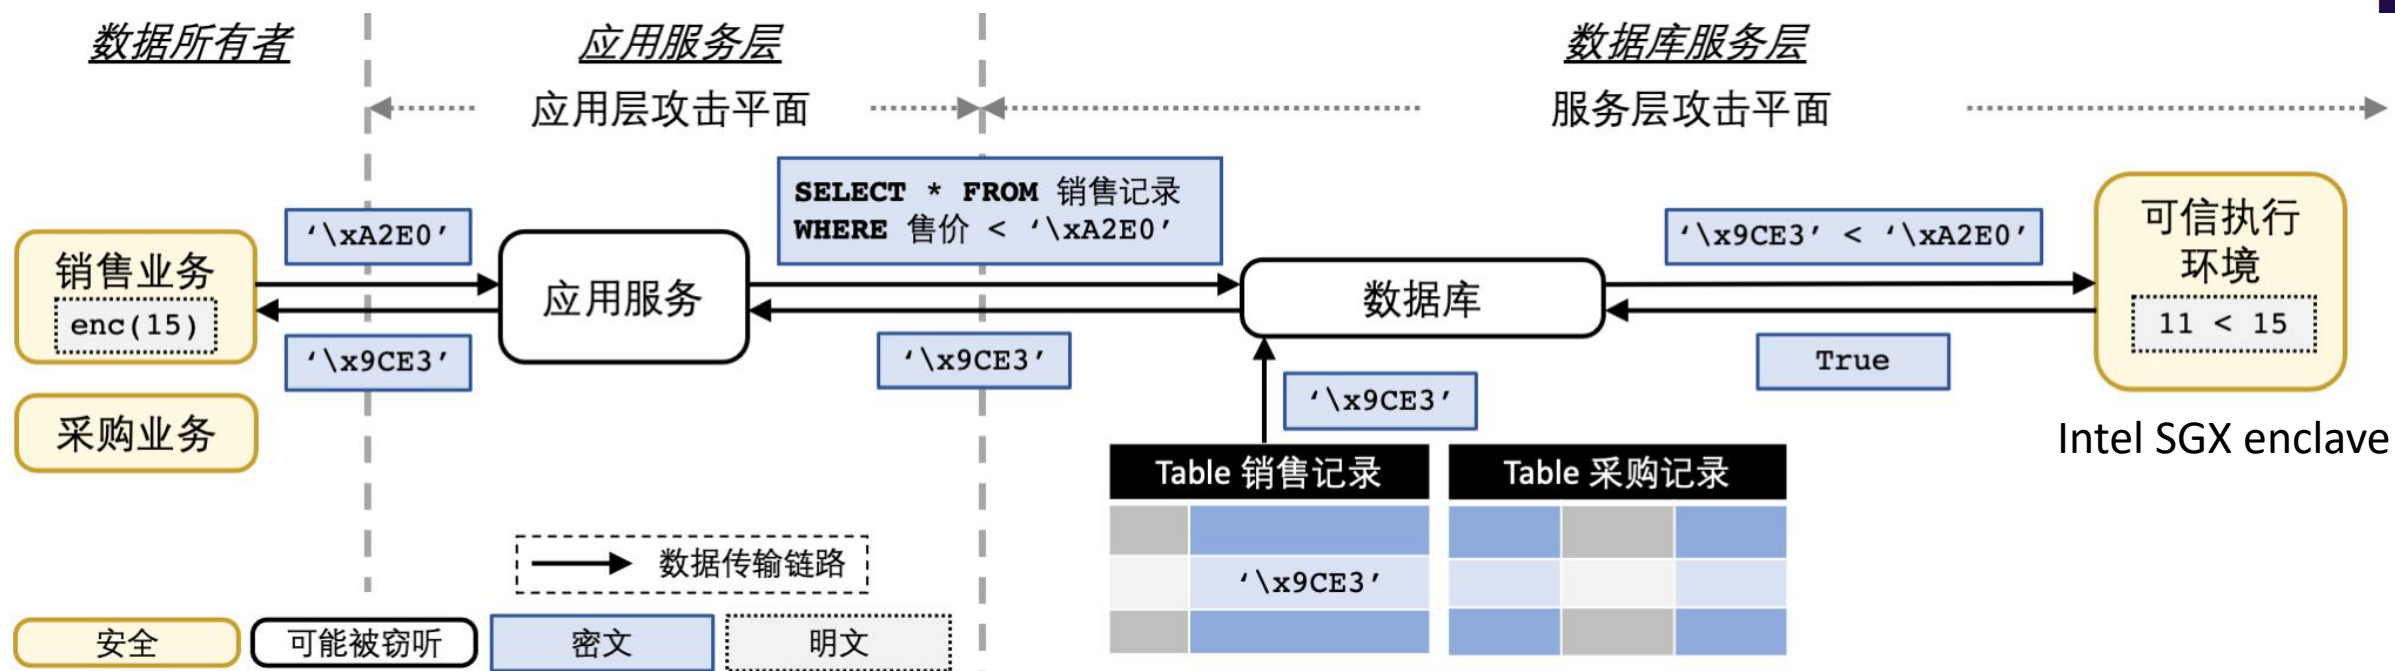 数据所有者
应用服务层
数据库服务层
应用层攻击平面
服务层攻击平面
SELECT * FROM 销售记录
WHERE 售价 < ‘\xA2E0’
‘\xA2E0’
‘\x9CE3’ < ‘\xA2E0’
可信执行
环境
销售业务
enc(15)
应用服务
数据库
11 < 15
‘\x9CE3’
‘\x9CE3’
True
‘\x9CE3’
采购业务
Intel SGX enclave
Table 销售记录
Table 采购记录
数据传输链路
‘\x9CE3’
安全
可能被窃听
密文
明文